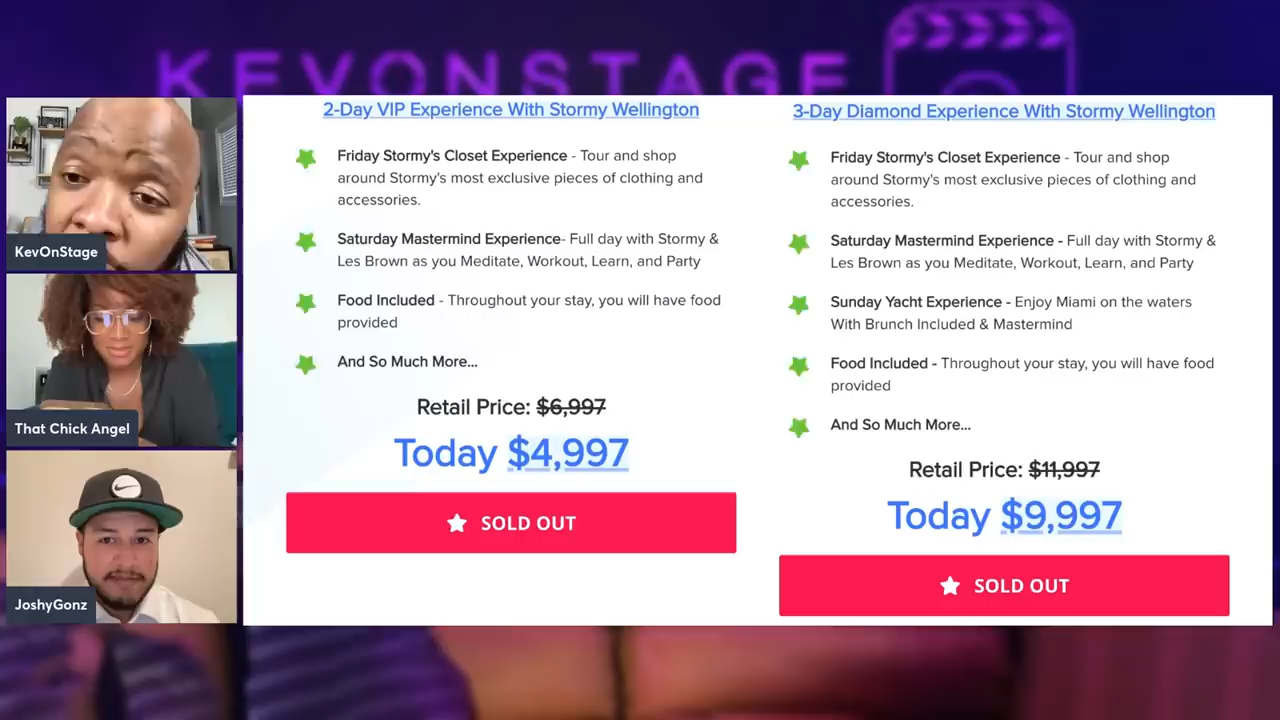 KEVONSTAGE
KevOnStage
That Chick Angel
JoshyGonz
2-Day VIP Experience With Stormy Wellington
Friday Stormy's Closet Experience - Tour and shop
around Stormy's most exclusive pieces of clothing and
accessories.
Saturday Mastermind Experience- Full day with Stormy &
Les Brown as you Meditate, Workout, Learn, and Party
Food Included - Throughout your stay, you will have food
provided
And So Much More...
Retail Price: $6,997
Today $4,997
SOLD OUT
3-Day Diamond Experience With Stormy Wellington
Friday Stormy's Closet Experience - Tour and shop
around Stormy's most exclusive pieces of clothing and
accessories.
Saturday Mastermind Experience - Full day with Stormy &
Les Brown as you Meditate, Workout, Learn, and Party
Sunday Yacht Experience - Enjoy Miami on the waters
With Brunch Included & Mastermind
Food Included - Throughout your stay, you will have food
provided
And So Much More...
Retail Price: $11,997
Today $9,997
SOLD OUT